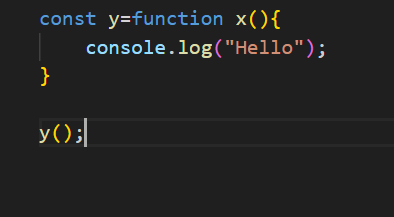 const y=function x(){
    console.log("Hello");
}
y();